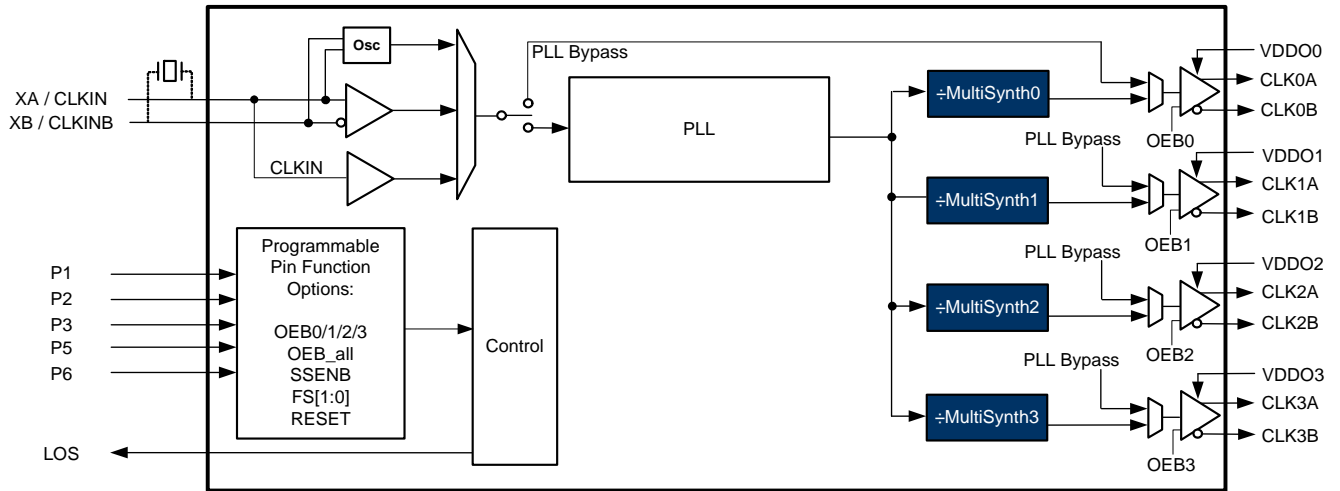 Osc
PLL Bypass
VDDO0
XA / CLKIN
XB / CLKINB
CLKIN
PLL
÷MultiSynth0
CLK0A
CLK0B
OEB0
PLL Bypass
VDDO1
÷MultiSynth1
CLK1A
CLK1B
OEB1
PLL Bypass
VDDO2
÷MultiSynth2
CLK2A
CLK2B
OEB2
PLL Bypass
VDDO3
÷MultiSynth3
CLK3A
CLK3B
OEB3
P1
P2
P3
P5
P6
LOS
Programmable
Pin Function
Options:
OEB0/1/2/3
OEB_all
SSENB
FS[1:0]
RESET
Control